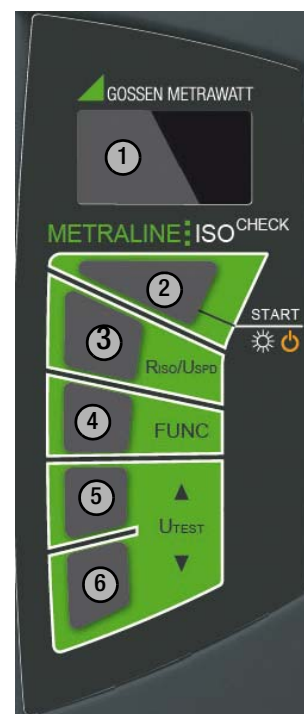 GOSSEN METRAWATT
1
METRALINE ISO CHECK
2
START
3
RISO/USPD
4
FUNC
5
▲
UTEST
▼
6